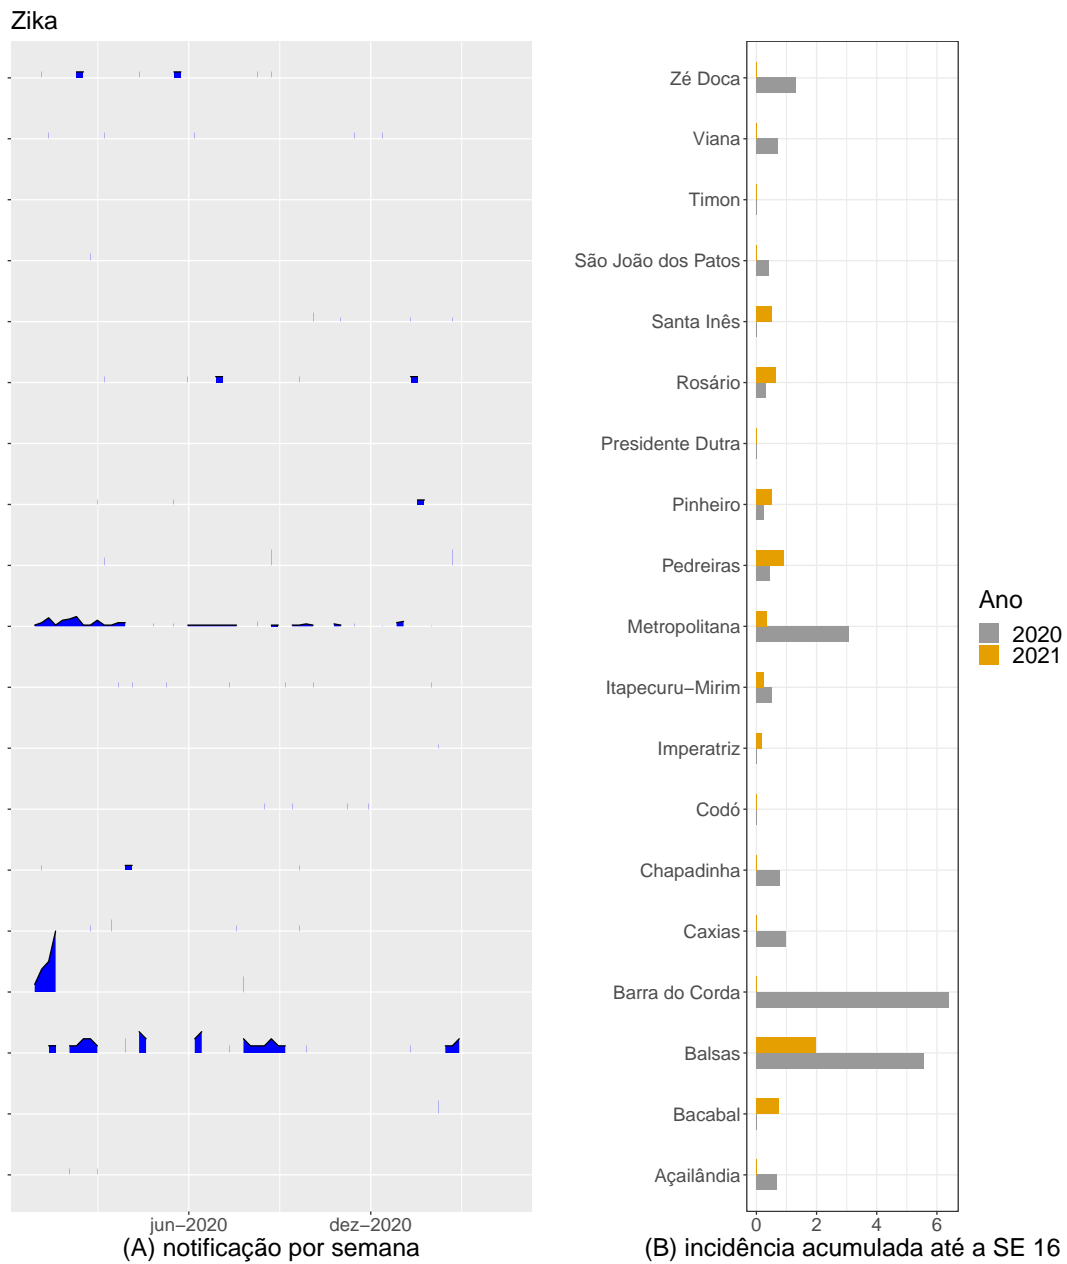 Zika
Zé Doca
Viana
Timon
São João dos Patos
Santa Inês
Rosário
Presidente Dutra
Pinheiro
Pedreiras
Metropolitana
Itapecuru−Mirim
Imperatriz
Codó
Chapadinha
Caxias
Barra do Corda
Balsas
Bacabal
Açailândia
jun−2020 dez−2020
(A) notificação por semana
0 2 4 6
(B) incidência acumulada até a SE 16
Ano
2020
2021